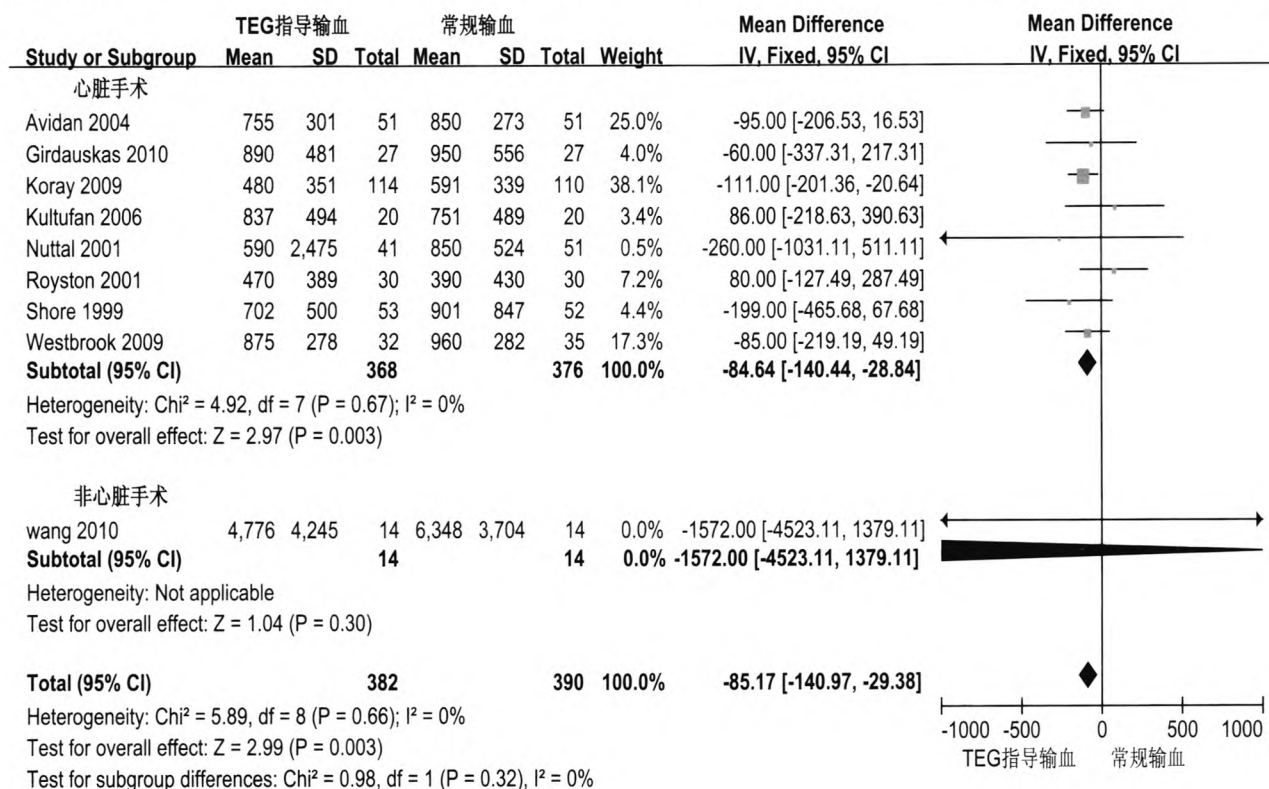 TEG指导输血 常规输血 Mean Difference Mean Difference
Study or Subgroup Mean SD Total Mean SD Total Weight IV, Fixed, 95% CI IV, Fixed, 95% CI
心脏手术
Avidan 2004 755 301 51 850 273 51 25.0% -95.00 [-206.53, 16.53]
Girdauskas 2010 890 481 27 950 556 27 4.0% -60.00 [-337.31, 217.31]
Koray 2009 480 351 114 591 339 110 38.1% -111.00 [-201.36, -20.64]
Kultufan 2006 837 494 20 751 489 20 3.4% 86.00 [-218.63, 390.63]
Nuttal 2001 590 2,475 41 850 524 51 0.5% -260.00 [-1031.11, 511.11]
Royston 2001 470 389 30 390 430 30 7.2% 80.00 [-127.49, 287.49]
Shore 1999 702 500 53 901 847 52 4.4% -199.00 [-465.68, 67.68]
Westbrook 2009 875 278 32 960 282 35 17.3% -85.00 [-219.19, 49.19]
Subtotal (95% CI) 368 376 100.0% -84.64 [-140.44, -28.84]
Heterogeneity: Chi² = 4.92, df = 7 (P = 0.67); I² = 0%
Test for overall effect: Z = 2.97 (P = 0.003)
非心脏手术
wang 2010 4,776 4,245 14 6,348 3,704 14 0.0% -1572.00 [-4523.11, 1379.11]
Subtotal (95% CI) 14 14 0.0% -1572.00 [-4523.11, 1379.11]
Heterogeneity: Not applicable
Test for overall effect: Z = 1.04 (P = 0.30)
Total (95% CI) 382 390 100.0% -85.17 [-140.97, -29.38]
Heterogeneity: Chi² = 5.89, df = 8 (P = 0.66); I² = 0%
Test for overall effect: Z = 2.99 (P = 0.003)
Test for subgroup differences: Chi² = 0.98, df = 1 (P = 0.32), I² = 0%
-1000 -500 0 500 1000
TEG指导输血 常规输血